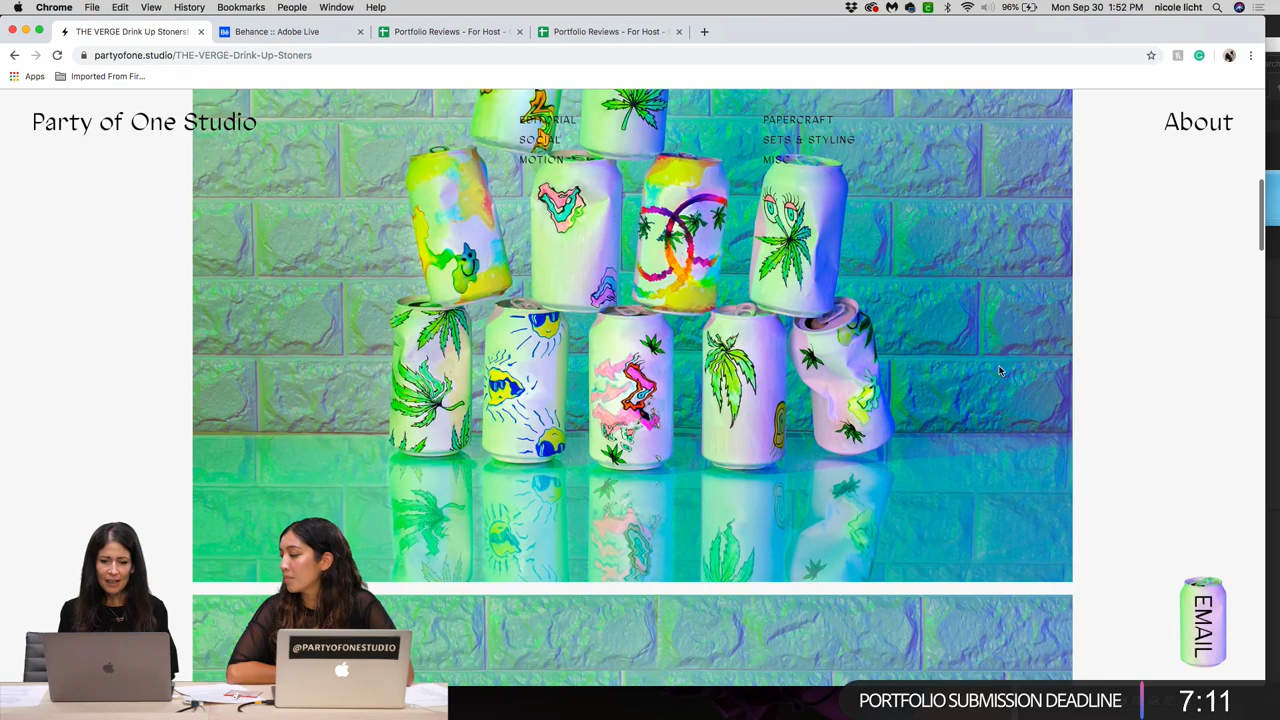 Chrome File Edit View History Bookmarks People Window Help
96% Mon Sep 30 1:52 PM nicole licht
THE VERGE Drink Up Stoners!
Behance :: Adobe Live
Portfolio Reviews - For Host -
Portfolio Reviews - For Host -
partyofone.studio/THE-VERGE-Drink-Up-Stoners
Apps Imported From Fir...
Party of One Studio
EDITORIAL
SOCIAL
MOTION
PAPERCRAFT
SETS & STYLING
MISC
About
EMAIL
@PARTYOFONESTUDIO
PORTFOLIO SUBMISSION DEADLINE 7:11